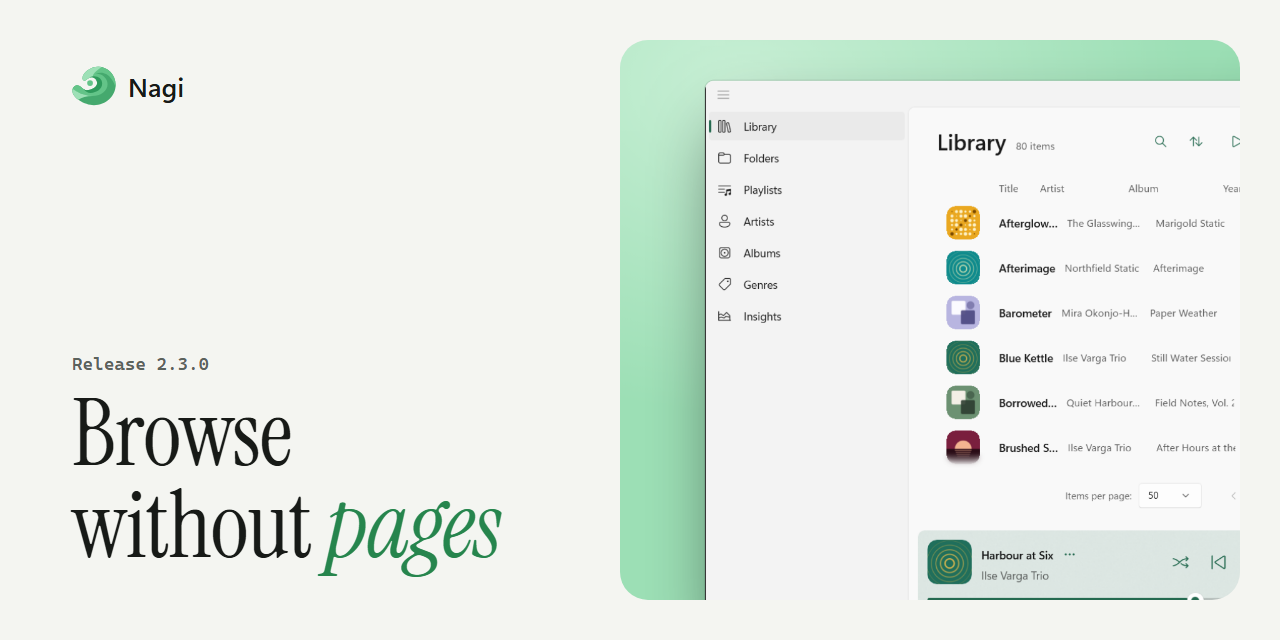 Nagi
Release 2.3.0
Browse
without pages
Library
Folders
Playlists
Artists
Albums
Genres
Insights
Library 80 items
Title Artist Album
Afterglow... The Glasswing... Marigold Static
Afterimage Northfield Static Afterimage
Barometer Mira Okonjo-H... Paper Weather
Blue Kettle Ilse Varga Trio Still Water
Borrowed... Quiet Harbour... Field Notes, Vol.
Brushed S... Ilse Varga Trio After Hours at the
Items per page: 50
Harbour at Six ...
Ilse Varga Trio